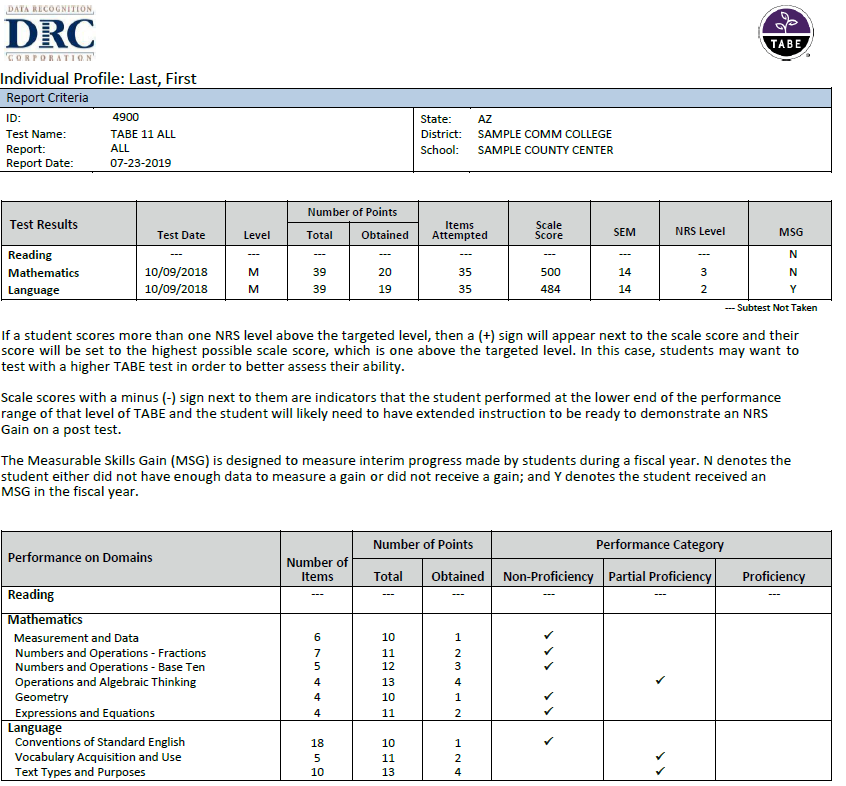 DATA RECOGNITION
DRC
CORPORATION
TABE
Individual Profile: Last, First
Report Criteria
ID: 4900
Test Name: TABE 11 ALL
Report: ALL
Report Date: 07-23-2019
State: AZ
District: SAMPLE COMM COLLEGE
School: SAMPLE COUNTY CENTER
Test Results Test Date Level Number of Points Items Attempted Scale Score SEM NRS Level MSG
Total Obtained
Reading --- --- --- --- --- --- --- --- N
Mathematics 10/09/2018 M 39 20 35 500 14 3 N
Language 10/09/2018 M 39 19 35 484 14 2 Y
--- Subtest Not Taken
If a student scores more than one NRS level above the targeted level, then a (+) sign will appear next to the scale score and their
score will be set to the highest possible scale score, which is one above the targeted level. In this case, students may want to
test with a higher TABE test in order to better assess their ability.
Scale scores with a minus (-) sign next to them are indicators that the student performed at the lower end of the performance
range of that level of TABE and the student will likely need to have extended instruction to be ready to demonstrate an NRS
Gain on a post test.
The Measurable Skills Gain (MSG) is designed to measure interim progress made by students during a fiscal year. N denotes the
student either did not have enough data to measure a gain or did not receive a gain; and Y denotes the student received an
MSG in the fiscal year.
Performance on Domains Number of Items Number of Points Performance Category
Total Obtained Non-Proficiency Partial Proficiency Proficiency
Reading --- --- --- --- --- ---
Mathematics
Measurement and Data 6 10 1 ✓
Numbers and Operations - Fractions 7 11 2 ✓
Numbers and Operations - Base Ten 5 12 3 ✓
Operations and Algebraic Thinking 4 13 4 ✓
Geometry 4 10 1 ✓
Expressions and Equations 4 11 2 ✓
Language
Conventions of Standard English 18 10 1 ✓
Vocabulary Acquisition and Use 5 11 2 ✓
Text Types and Purposes 10 13 4 ✓